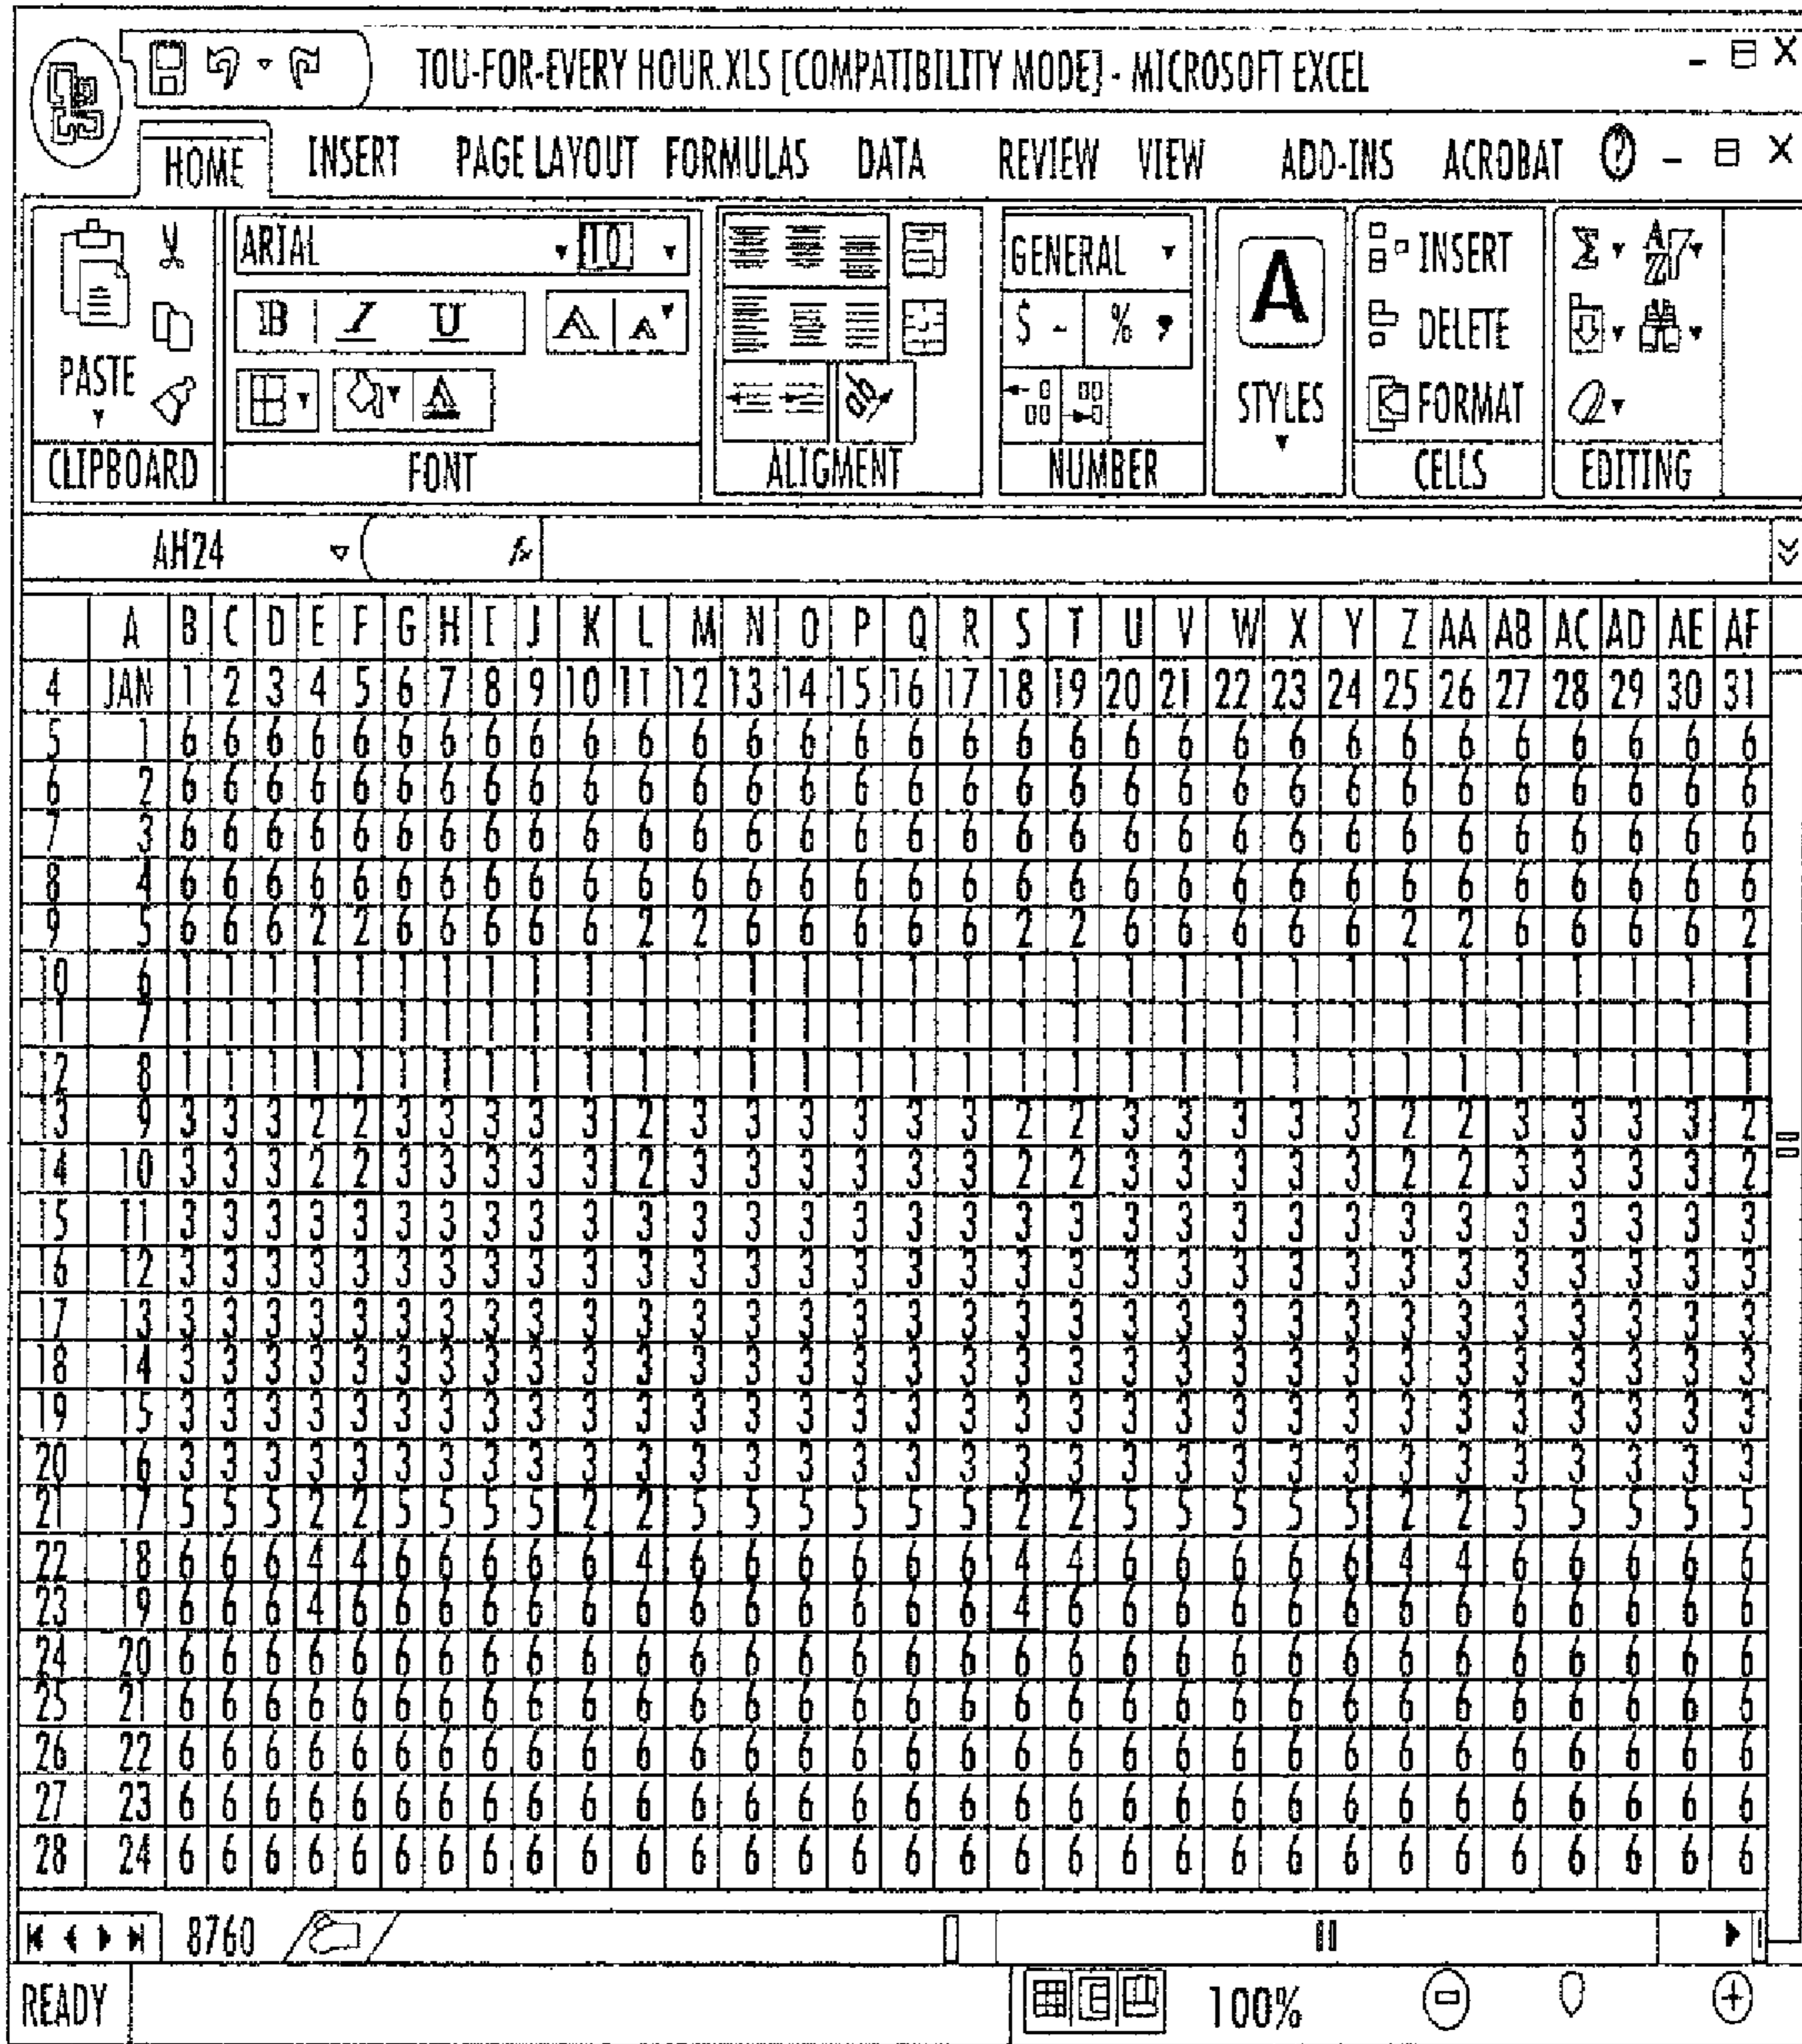 TOU-FOR-EVERY HOUR.XLS [COMPATIBILITY MODE] - MICROSOFT EXCEL
HOME INSERT PAGE LAYOUT FORMULAS DATA REVIEW VIEW ADD-INS ACROBAT ?
ARIAL 10 GENERAL A INSERT Σ A Z
B I U A A $ - % , DELETE
PASTE A ab STYLES FORMAT
CLIPBOARD FONT ALIGMENT NUMBER CELLS EDITING
AH24 fx
A B C D E F G H I J K L M N O P Q R S T U V W X Y Z AA AB AC AD AE AF
4 JAN 1 2 3 4 5 6 7 8 9 10 11 12 13 14 15 16 17 18 19 20 21 22 23 24 25 26 27 28 29 30 31
5 1 6 6 6 6 6 6 6 6 6 6 6 6 6 6 6 6 6 6 6 6 6 6 6 6 6 6 6 6 6 6 6
6 2 6 6 6 6 6 6 6 6 6 6 6 6 6 6 6 6 6 6 6 6 6 6 6 6 6 6 6 6 6 6 6
7 3 6 6 6 6 6 6 6 6 6 6 6 6 6 6 6 6 6 6 6 6 6 6 6 6 6 6 6 6 6 6 6
8 4 6 6 6 6 6 6 6 6 6 6 6 6 6 6 6 6 6 6 6 6 6 6 6 6 6 6 6 6 6 6 6
9 5 6 6 6 2 2 6 6 6 6 6 2 2 6 6 6 6 6 2 2 6 6 6 6 6 2 2 6 6 6 6 2
10 6 1 1 1 1 1 1 1 1 1 1 1 1 1 1 1 1 1 1 1 1 1 1 1 1 1 1 1 1 1 1 1
11 7 1 1 1 1 1 1 1 1 1 1 1 1 1 1 1 1 1 1 1 1 1 1 1 1 1 1 1 1 1 1 1
12 8 1 1 1 1 1 1 1 1 1 1 1 1 1 1 1 1 1 1 1 1 1 1 1 1 1 1 1 1 1 1 1
13 9 3 3 3 2 2 3 3 3 3 3 2 3 3 3 3 3 3 2 2 3 3 3 3 3 2 2 3 3 3 3 2
14 10 3 3 3 2 2 3 3 3 3 3 2 3 3 3 3 3 3 2 2 3 3 3 3 3 2 2 3 3 3 3 2
15 11 3 3 3 3 3 3 3 3 3 3 3 3 3 3 3 3 3 3 3 3 3 3 3 3 3 3 3 3 3 3 3
16 12 3 3 3 3 3 3 3 3 3 3 3 3 3 3 3 3 3 3 3 3 3 3 3 3 3 3 3 3 3 3 3
17 13 3 3 3 3 3 3 3 3 3 3 3 3 3 3 3 3 3 3 3 3 3 3 3 3 3 3 3 3 3 3 3
18 14 3 3 3 3 3 3 3 3 3 3 3 3 3 3 3 3 3 3 3 3 3 3 3 3 3 3 3 3 3 3 3
19 15 3 3 3 3 3 3 3 3 3 3 3 3 3 3 3 3 3 3 3 3 3 3 3 3 3 3 3 3 3 3 3
20 16 3 3 3 3 3 3 3 3 3 3 3 3 3 3 3 3 3 3 3 3 3 3 3 3 3 3 3 3 3 3 3
21 17 5 5 5 2 2 5 5 5 5 2 2 5 5 5 5 5 5 2 2 5 5 5 5 5 2 2 5 5 5 5 5
22 18 6 6 6 4 4 6 6 6 6 6 4 6 6 6 6 6 6 4 4 6 6 6 6 6 4 4 6 6 6 6 6
23 19 6 6 6 4 6 6 6 6 6 6 6 6 6 6 6 6 6 4 6 6 6 6 6 6 6 6 6 6 6 6 6
24 20 6 6 6 6 6 6 6 6 6 6 6 6 6 6 6 6 6 6 6 6 6 6 6 6 6 6 6 6 6 6 6
25 21 6 6 6 6 6 6 6 6 6 6 6 6 6 6 6 6 6 6 6 6 6 6 6 6 6 6 6 6 6 6 6
26 22 6 6 6 6 6 6 6 6 6 6 6 6 6 6 6 6 6 6 6 6 6 6 6 6 6 6 6 6 6 6 6
27 23 6 6 6 6 6 6 6 6 6 6 6 6 6 6 6 6 6 6 6 6 6 6 6 6 6 6 6 6 6 6 6
28 24 6 6 6 6 6 6 6 6 6 6 6 6 6 6 6 6 6 6 6 6 6 6 6 6 6 6 6 6 6 6 6
8760
READY 100%